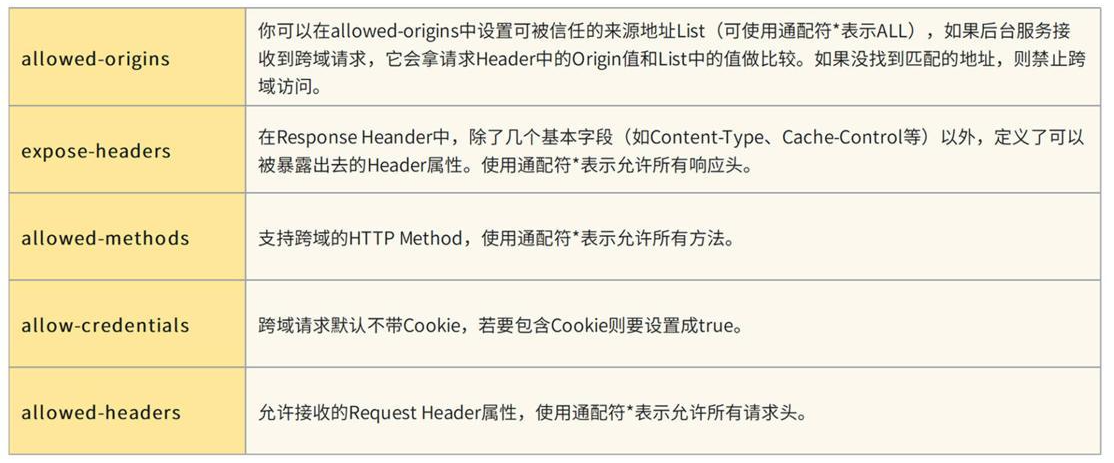 allowed-origins
你可以在allowed-origins中设置可被信任的来源地址List（可使用通配符*表示ALL），如果后台服务接
收到跨域请求，它会拿请求Header中的Origin值和List中的值做比较。如果没找到匹配的地址，则禁止跨
域访问。
expose-headers
在Response Heander中，除了几个基本字段（如Content-Type、Cache-Control等）以外，定义了可以
被暴露出去的Header属性。使用通配符*表示允许所有响应头。
allowed-methods
支持跨域的HTTP Method，使用通配符*表示允许所有方法。
allow-credentials
跨域请求默认不带Cookie，若要包含Cookie则要设置成true。
allowed-headers
允许接收的Request Header属性，使用通配符*表示允许所有请求头。